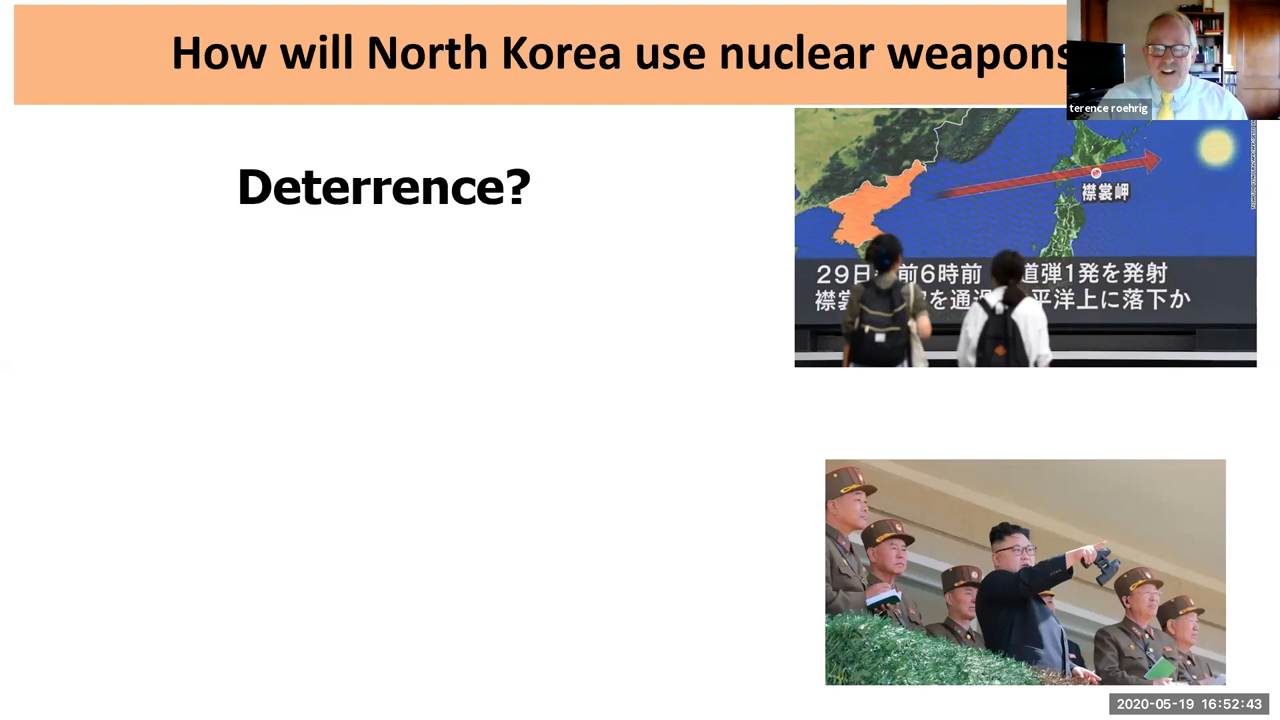 How will North Korea use nuclear weapons
terence roehrig
Deterrence?
襟裳岬
29日 前6時前 道弾1発を発射
襟 を通 平洋上に落下か
2020-05-19 16:52:43